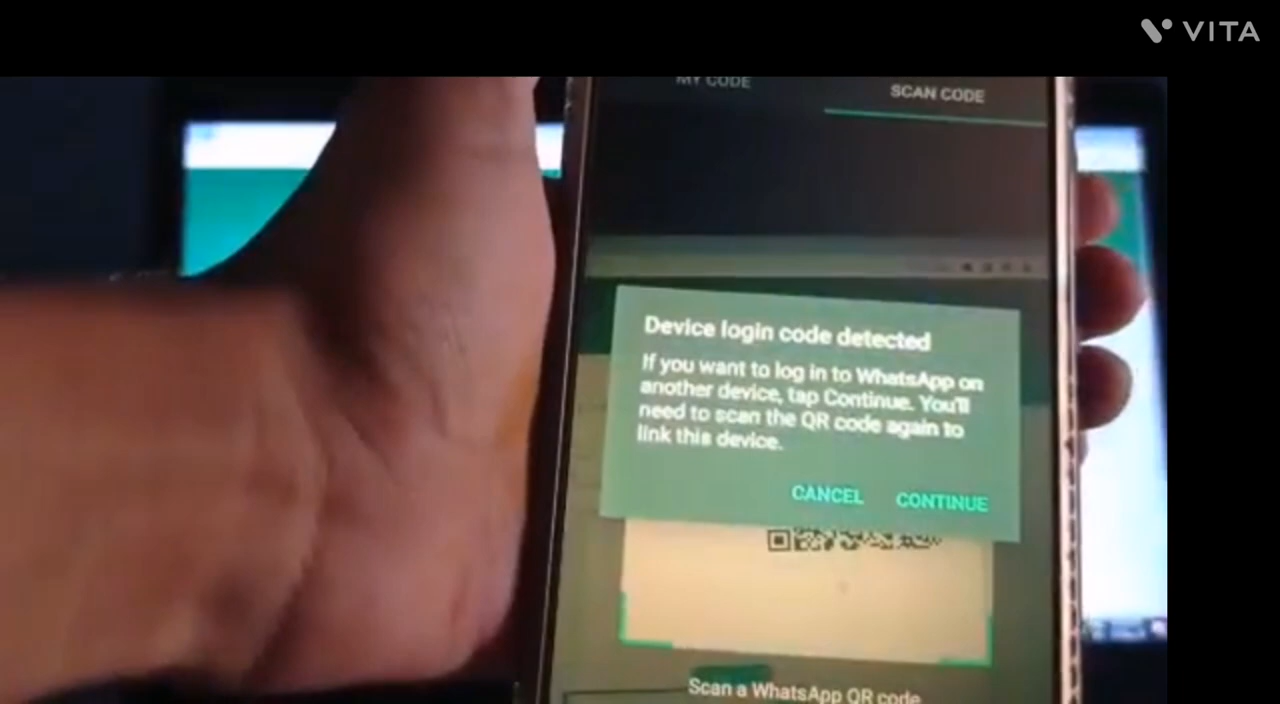 VITA
MY CODE
SCAN CODE
Device login code detected
If you want to log in to WhatsApp on
another device, tap Continue. You'll
need to scan the QR code again to
link this device.
CANCEL CONTINUE
Scan a WhatsApp QR code